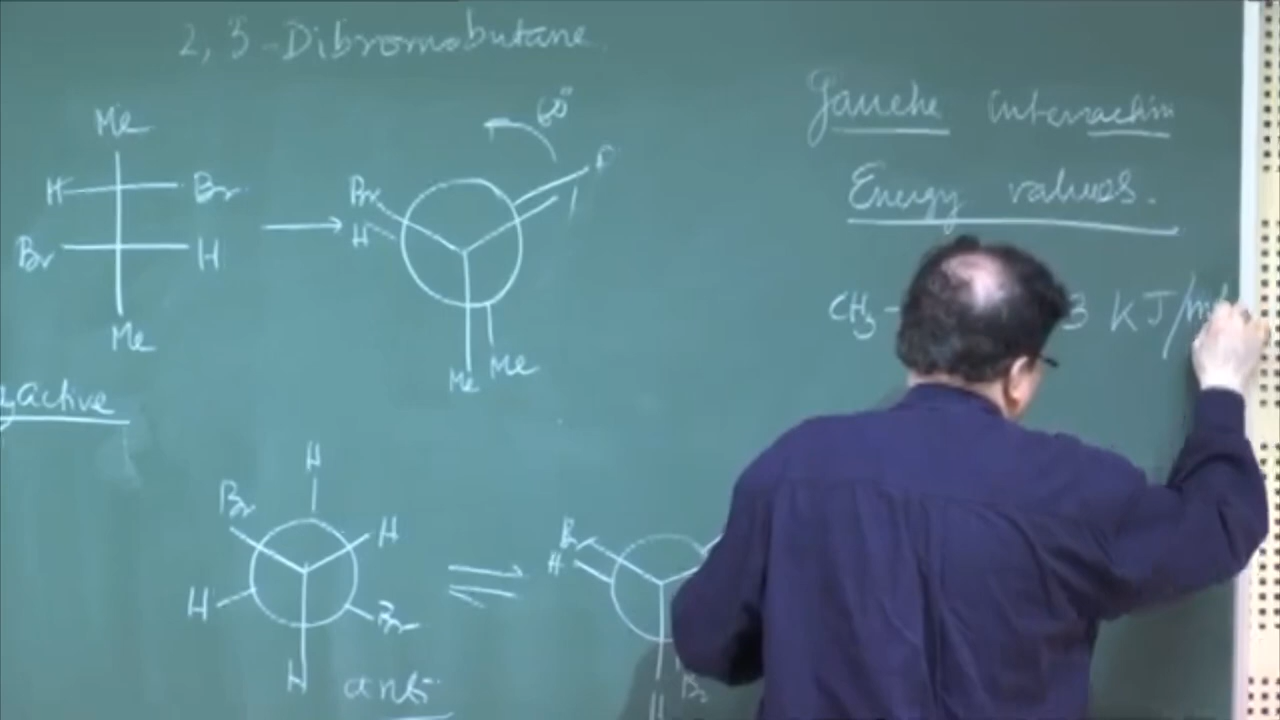 2, 3 - Dibromobutane
Me
H Br
Br H
Me
Br
H
60°
Me Me
Gauche interaction
Energy values.
CH3 - 3 KJ/
active
H
Br H
H Br
H
anti
Br
H
H
Br